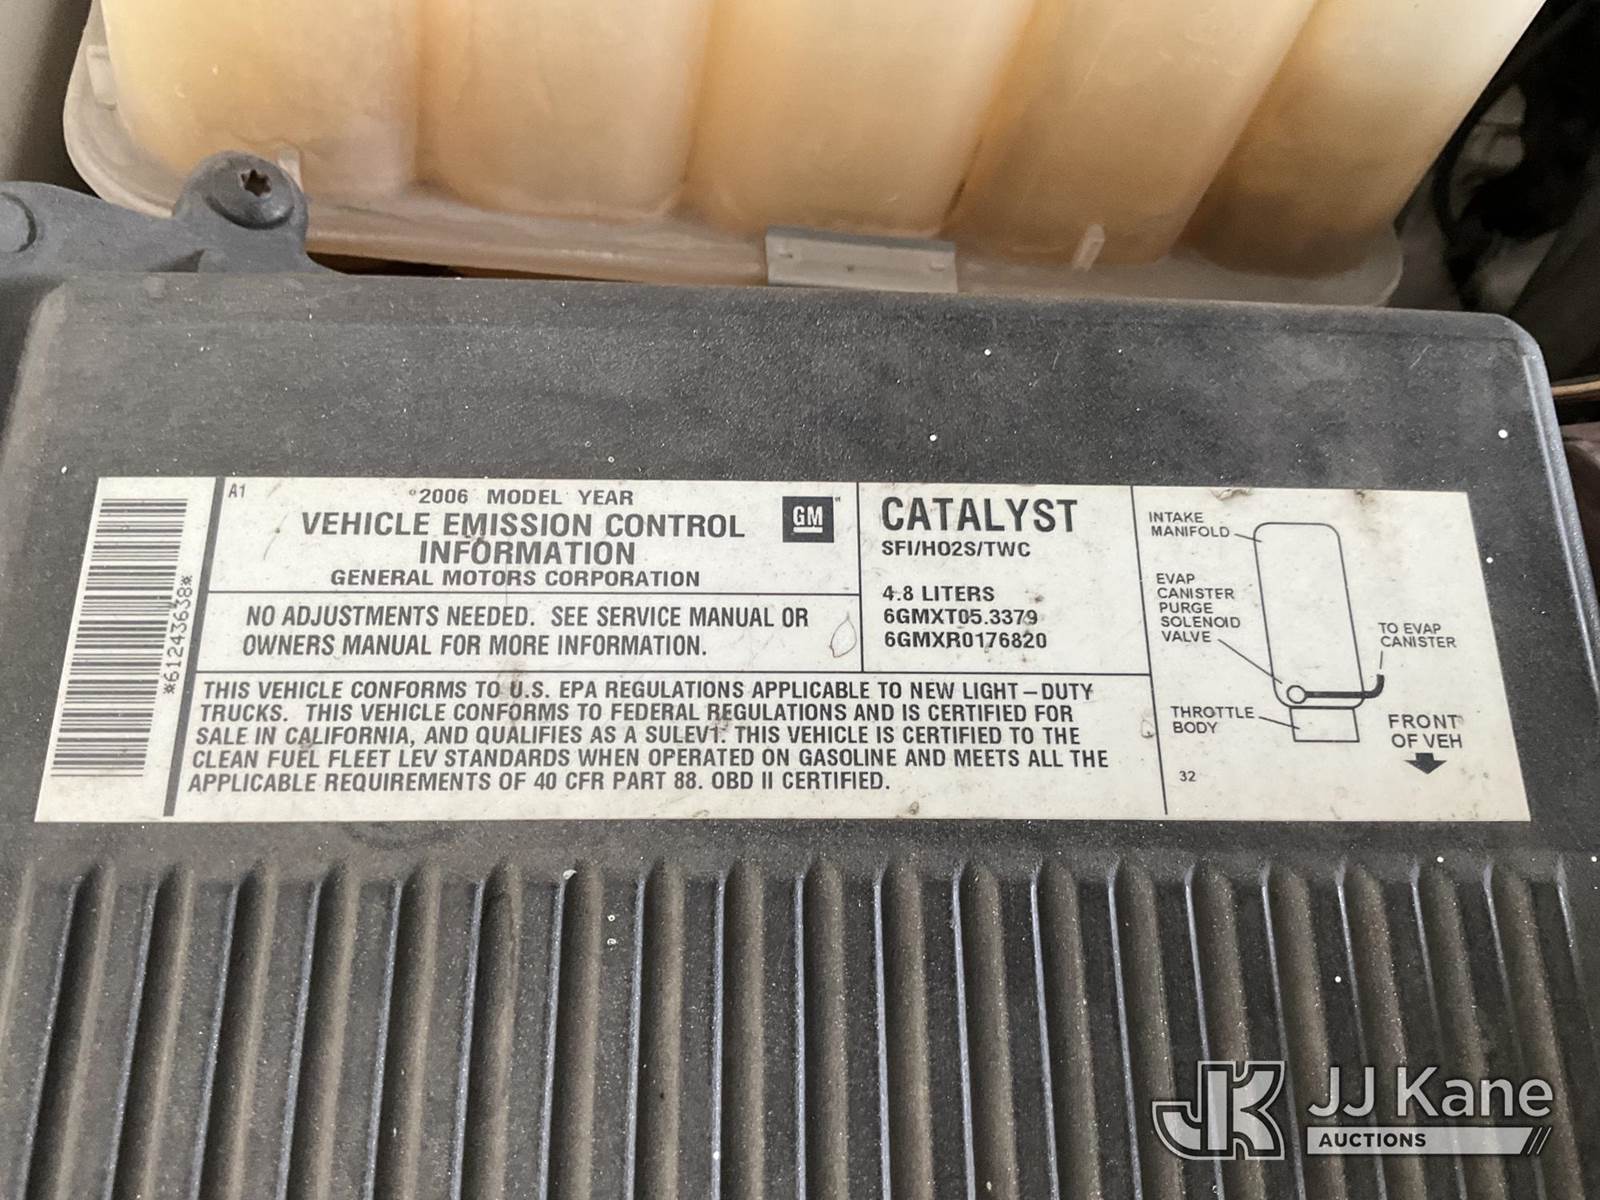 *61243638*
A1
2006 MODEL YEAR
VEHICLE EMISSION CONTROL
INFORMATION
GENERAL MOTORS CORPORATION
GM
NO ADJUSTMENTS NEEDED. SEE SERVICE MANUAL OR
OWNERS MANUAL FOR MORE INFORMATION.
CATALYST
SFI/HO2S/TWC
4.8 LITERS
6GMXT05.3379
6GMXR0176820
THIS VEHICLE CONFORMS TO U.S. EPA REGULATIONS APPLICABLE TO NEW LIGHT-DUTY
TRUCKS. THIS VEHICLE CONFORMS TO FEDERAL REGULATIONS AND IS CERTIFIED FOR
SALE IN CALIFORNIA, AND QUALIFIES AS A SULEV1. THIS VEHICLE IS CERTIFIED TO THE
CLEAN FUEL FLEET LEV STANDARDS WHEN OPERATED ON GASOLINE AND MEETS ALL THE
APPLICABLE REQUIREMENTS OF 40 CFR PART 88. OBD II CERTIFIED.
INTAKE
MANIFOLD
EVAP
CANISTER
PURGE
SOLENOID
VALVE
TO EVAP
CANISTER
THROTTLE
BODY
FRONT
OF VEH
32
JK
JJ Kane
AUCTIONS